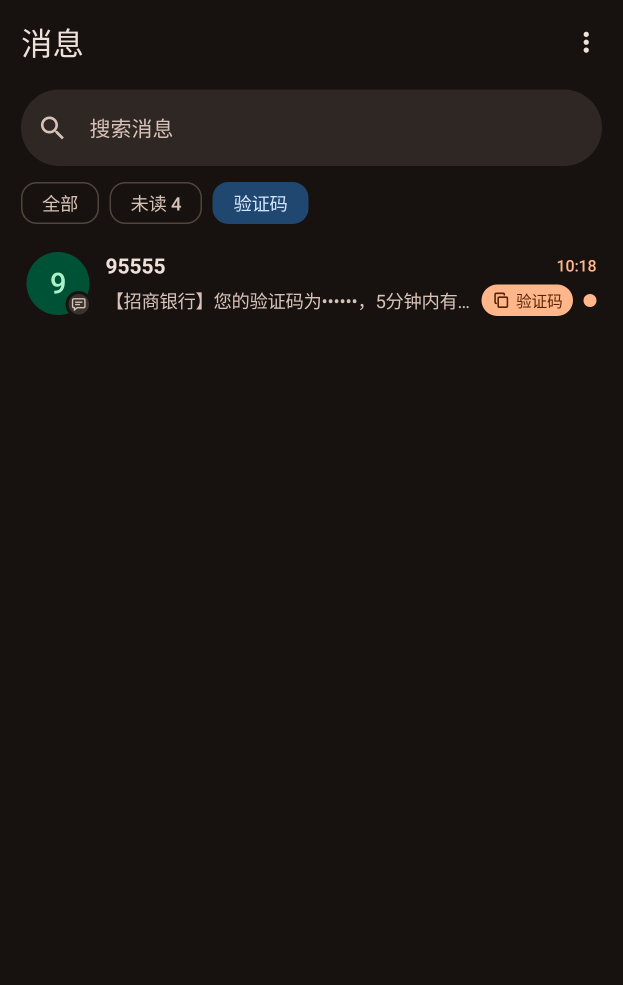 消息
搜索消息
全部 未读 4 验证码
9 95555 10:18
【招商银行】您的验证码为••••••，5分钟内有… 验证码